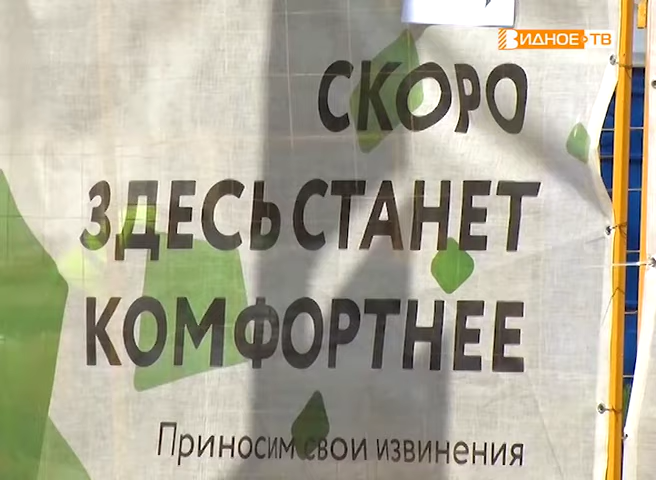 ВИДНОЕ-ТВ
СКОРО
ЗДЕСЬ СТАНЕТ
КОМФОРТНЕЕ
Приносим свои извинения